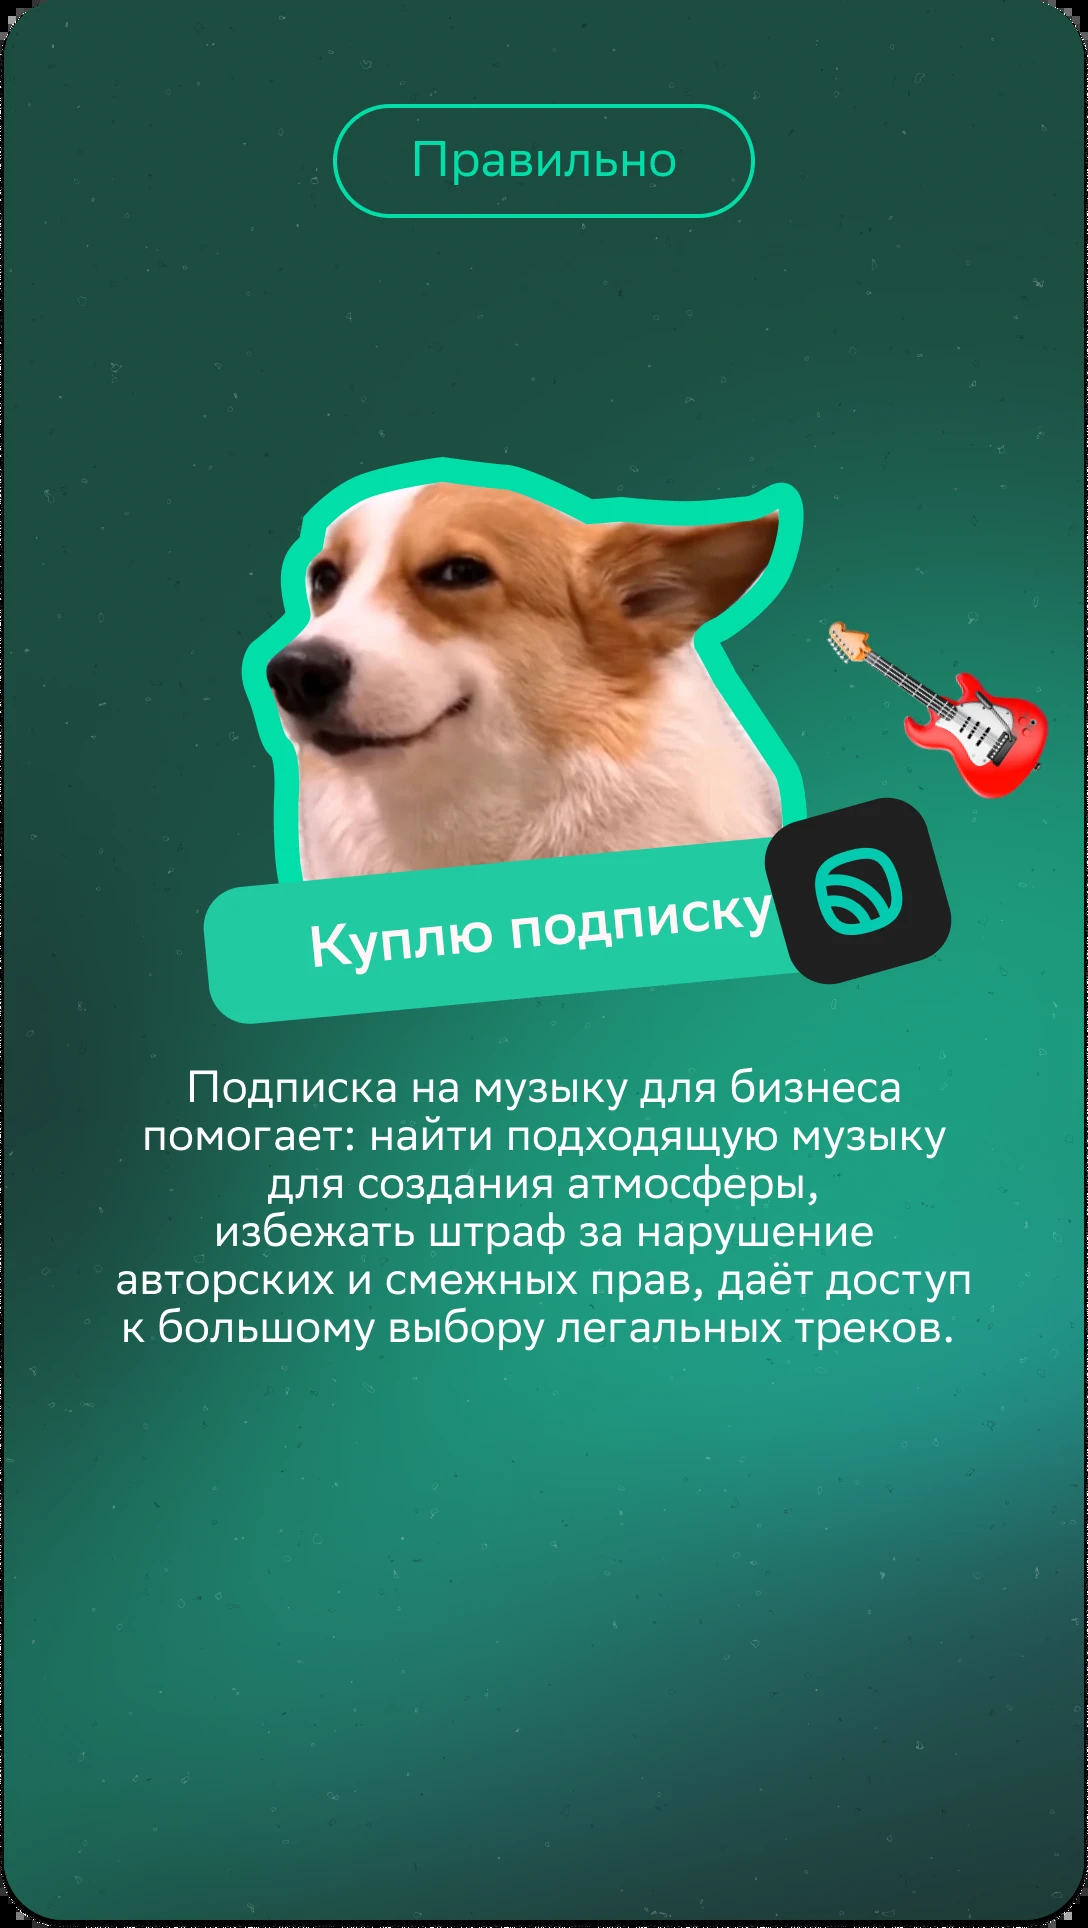 Правильно
Куплю подписку
Подписка на музыку для бизнеса
помогает: найти подходящую музыку
для создания атмосферы,
избежать штраф за нарушение
авторских и смежных прав, даёт доступ
к большому выбору легальных треков.